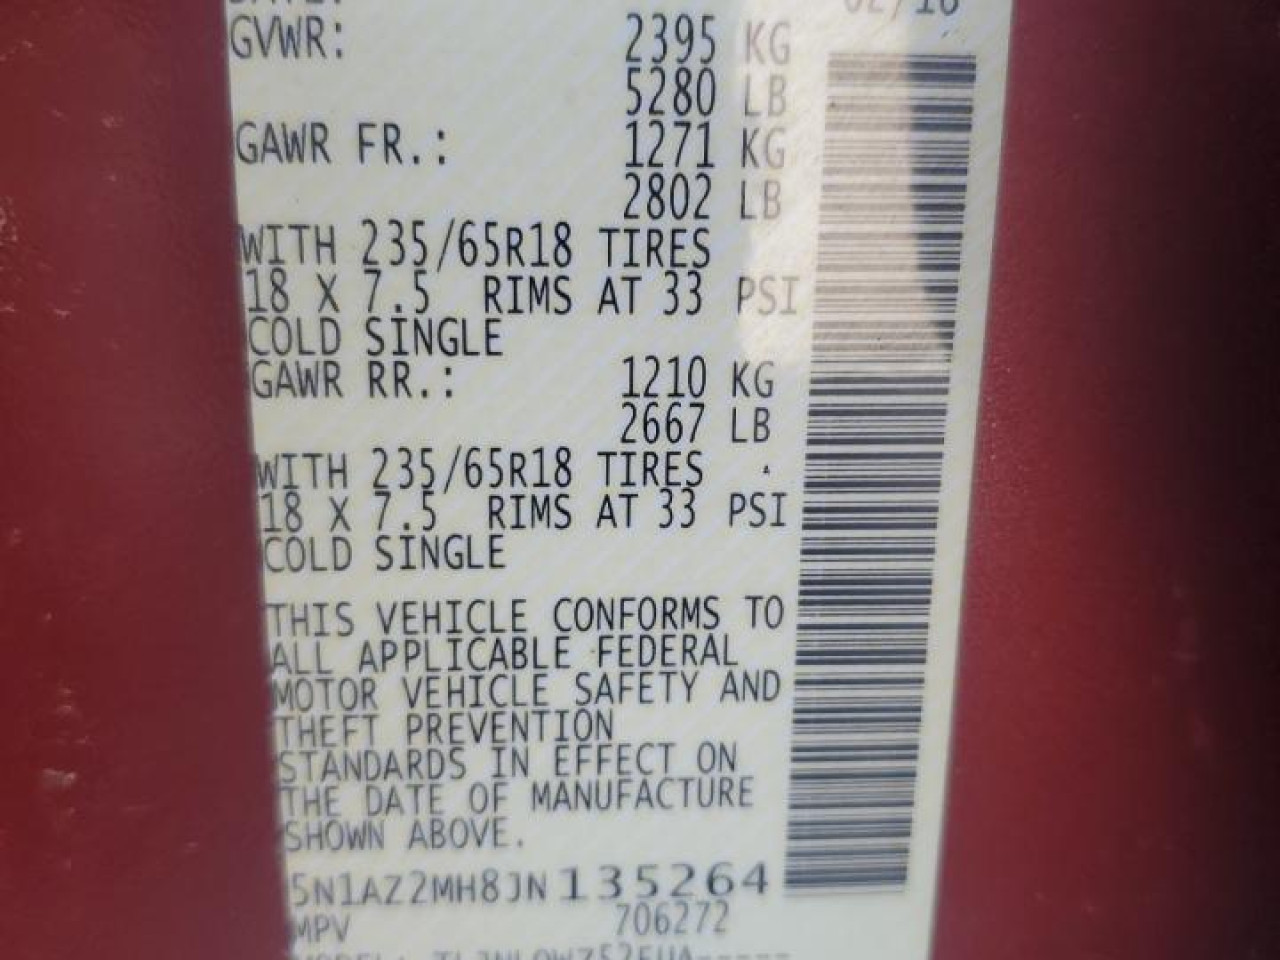 GVWR: 2395 KG
5280 LB
GAWR FR.: 1271 KG
2802 LB
WITH 235/65R18 TIRES
18 X 7.5 RIMS AT 33 PSI
COLD SINGLE
GAWR RR.: 1210 KG
2667 LB
WITH 235/65R18 TIRES
18 X 7.5 RIMS AT 33 PSI
COLD SINGLE
THIS VEHICLE CONFORMS TO
ALL APPLICABLE FEDERAL
MOTOR VEHICLE SAFETY AND
THEFT PREVENTION
STANDARDS IN EFFECT ON
THE DATE OF MANUFACTURE
SHOWN ABOVE.
5N1AZ2MH8JN135264
MPV 706272